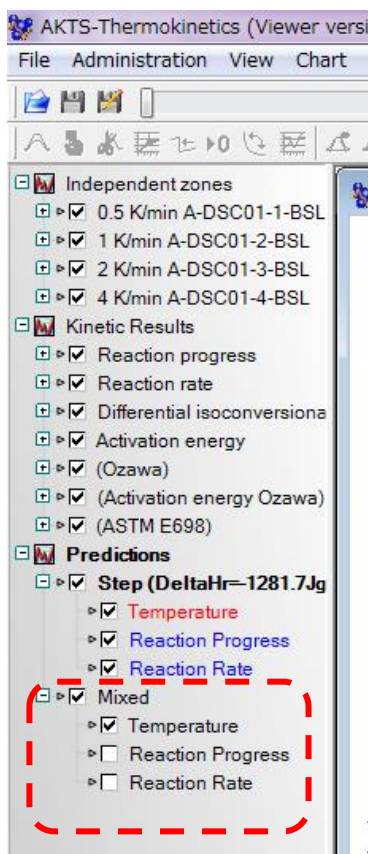 AKTS-Thermokinetics (Viewer versi
File Administration View Chart
Independent zones
0.5 K/min A-DSC01-1-BSL
1 K/min A-DSC01-2-BSL
2 K/min A-DSC01-3-BSL
4 K/min A-DSC01-4-BSL
Kinetic Results
Reaction progress
Reaction rate
Differential isoconversiona
Activation energy
(Ozawa)
(Activation energy Ozawa)
(ASTM E698)
Predictions
Step (DeltaHr=-1281.7Jg
Temperature
Reaction Progress
Reaction Rate
Mixed
Temperature
Reaction Progress
Reaction Rate